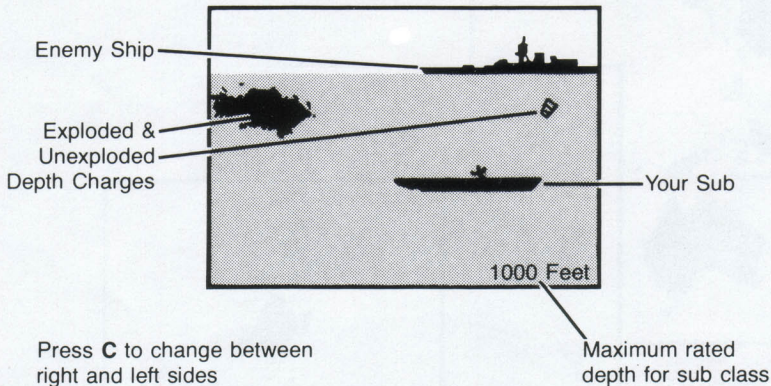 Enemy Ship
Exploded &
Unexploded
Depth Charges
Your Sub
1000 Feet
Press C to change between
right and left sides
Maximum rated
depth for sub class